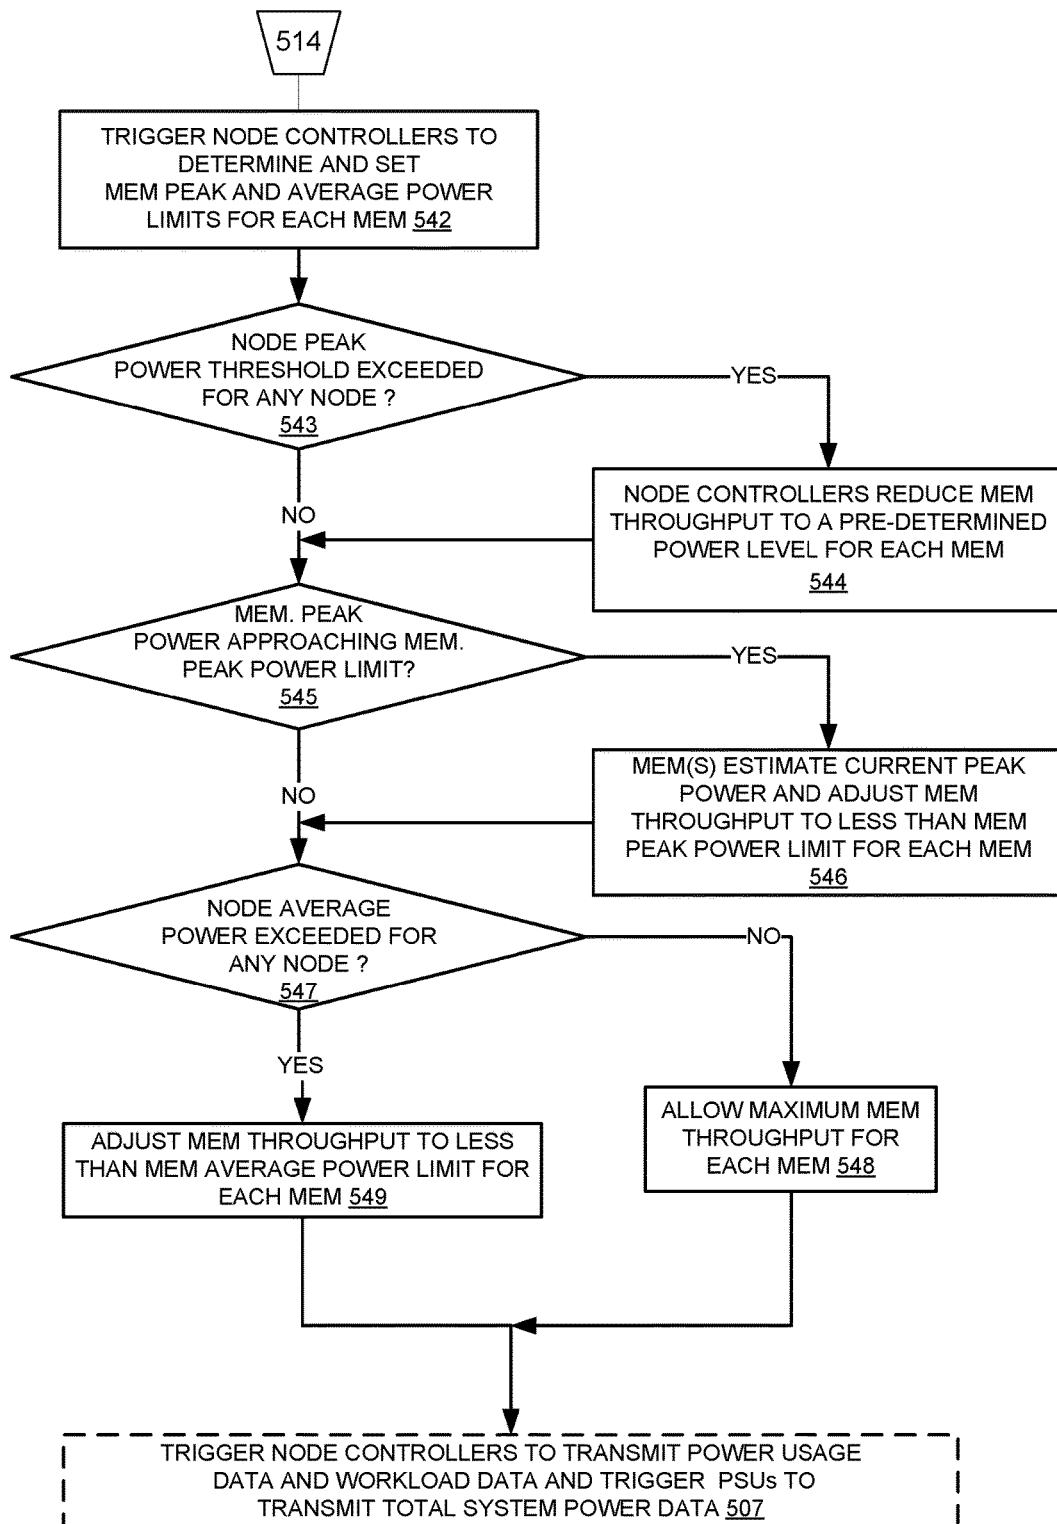 514
TRIGGER NODE CONTROLLERS TO
DETERMINE AND SET
MEM PEAK AND AVERAGE POWER
LIMITS FOR EACH MEM 542
NODE PEAK
POWER THRESHOLD EXCEEDED
FOR ANY NODE ?
543
YES
NODE CONTROLLERS REDUCE MEM
THROUGHPUT TO A PRE-DETERMINED
POWER LEVEL FOR EACH MEM
544
NO
MEM. PEAK
POWER APPROACHING MEM.
PEAK POWER LIMIT?
545
YES
MEM(S) ESTIMATE CURRENT PEAK
POWER AND ADJUST MEM
THROUGHPUT TO LESS THAN MEM
PEAK POWER LIMIT FOR EACH MEM
546
NO
NODE AVERAGE
POWER EXCEEDED FOR
ANY NODE ?
547
NO
YES
ALLOW MAXIMUM MEM
THROUGHPUT FOR
EACH MEM 548
ADJUST MEM THROUGHPUT TO LESS
THAN MEM AVERAGE POWER LIMIT FOR
EACH MEM 549
TRIGGER NODE CONTROLLERS TO TRANSMIT POWER USAGE
DATA AND WORKLOAD DATA AND TRIGGER PSUs TO
TRANSMIT TOTAL SYSTEM POWER DATA 507